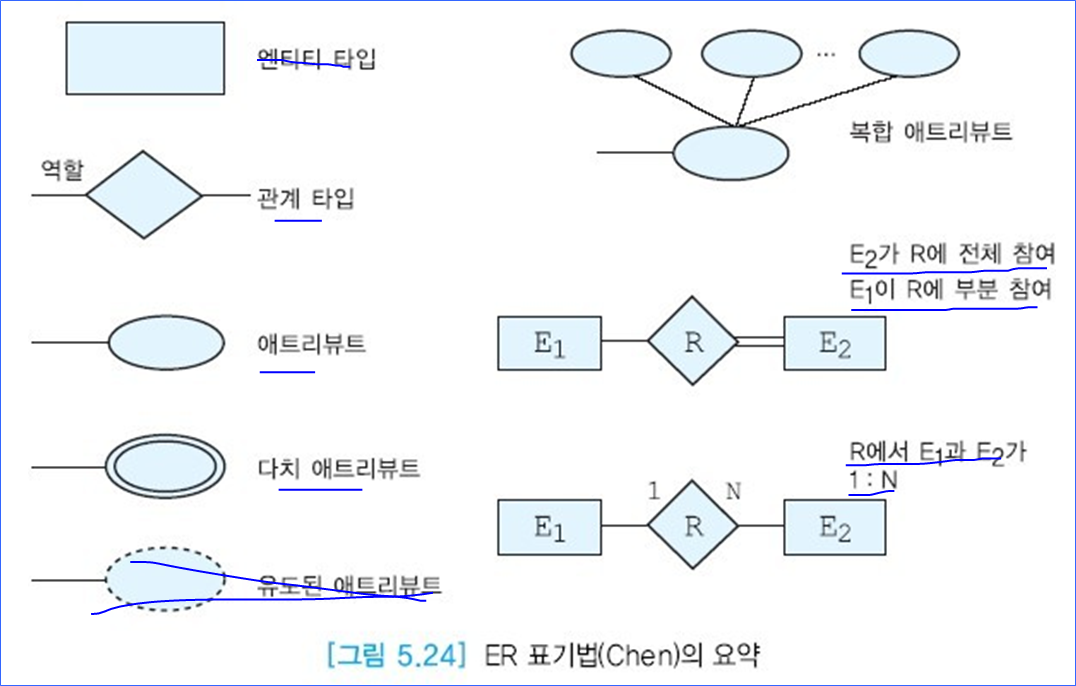 엔티티 타입
역할
관계 타입
애트리뷰트
다치 애트리뷰트
유도된 애트리뷰트
...
복합 애트리뷰트
E2가 R에 전체 참여
E1이 R에 부분 참여
E1 R E2
R에서 E1과 E2가
1 : N
1 N
E1 R E2
[그림 5.24] ER 표기법(Chen)의 요약